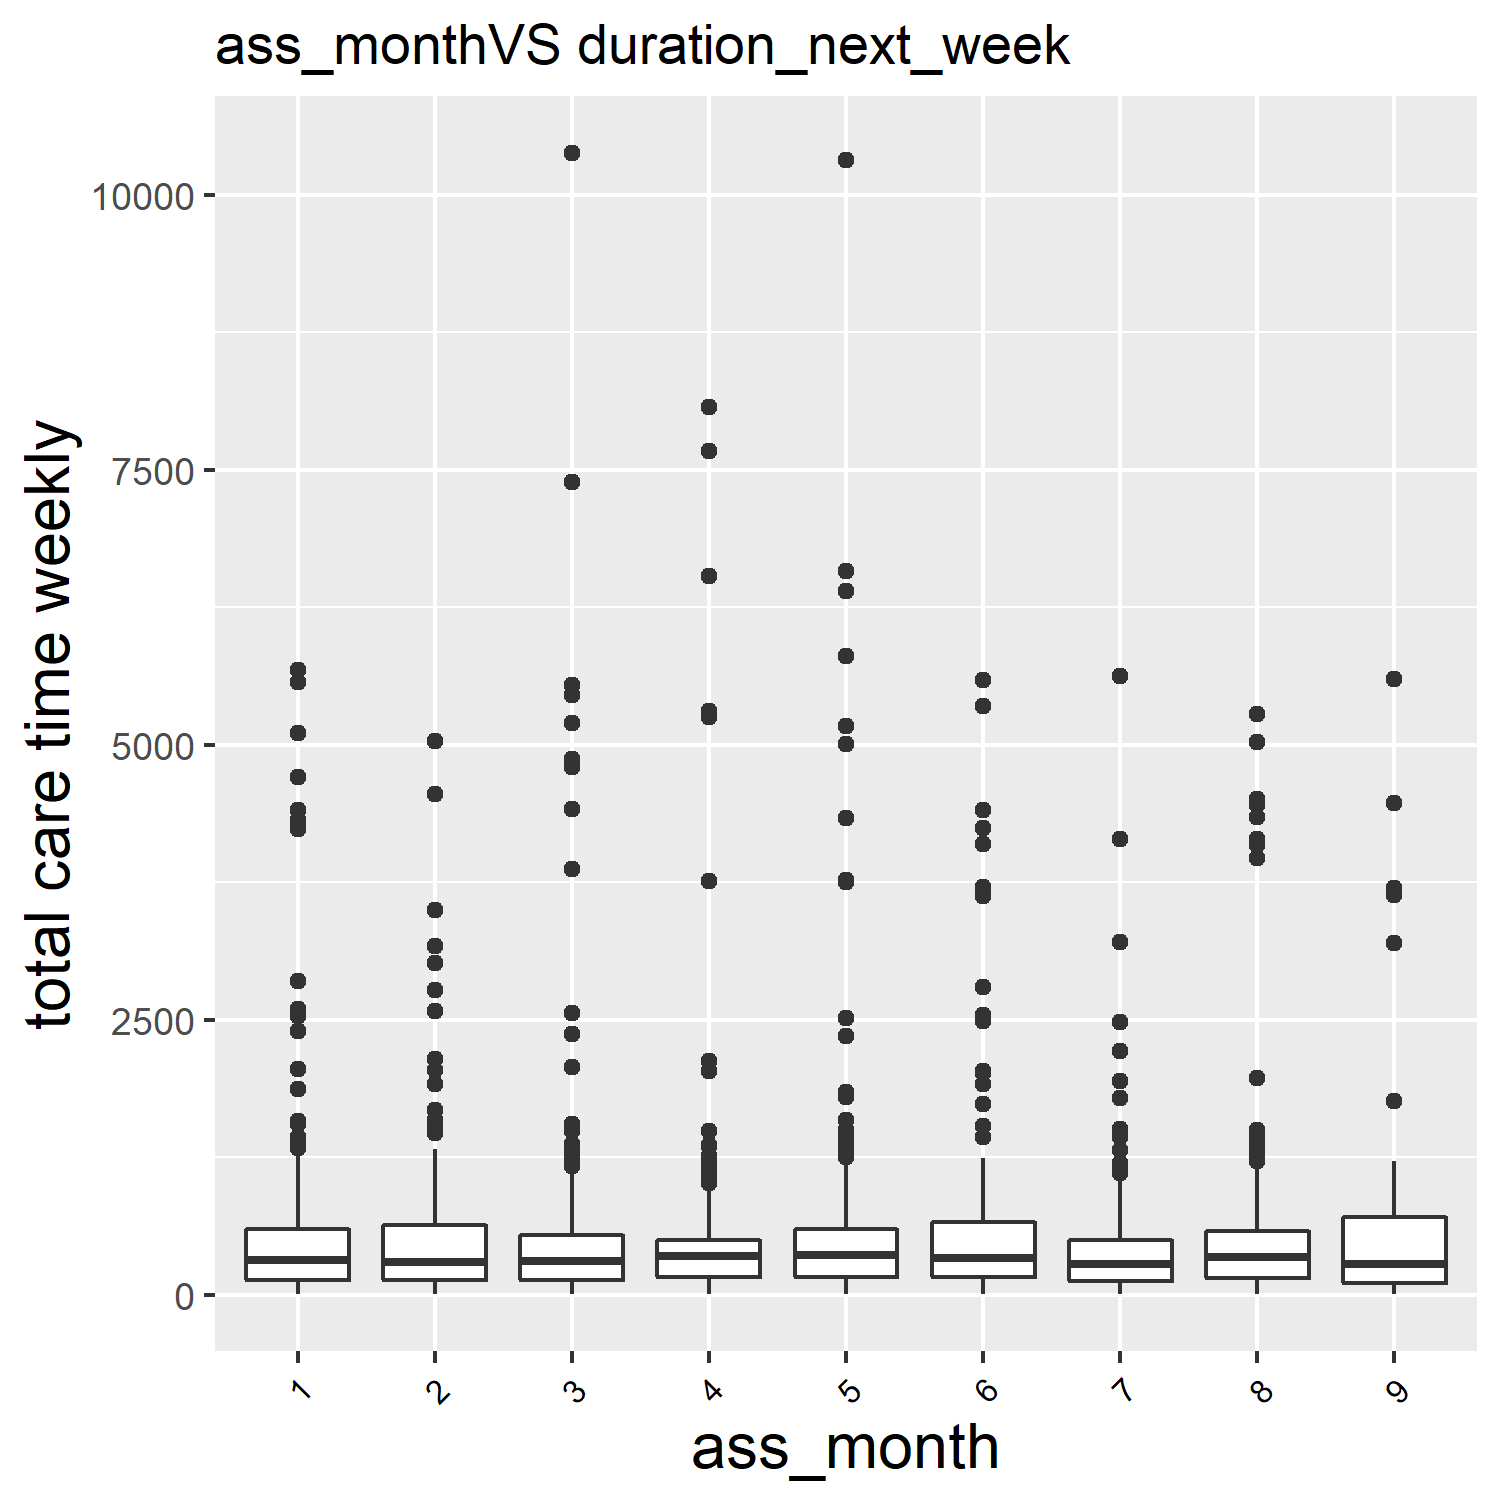 ass_monthVS duration_next_week
total care time weekly
10000
7500
5000
2500
0
1 2 3 4 5 6 7 8 9
ass_month